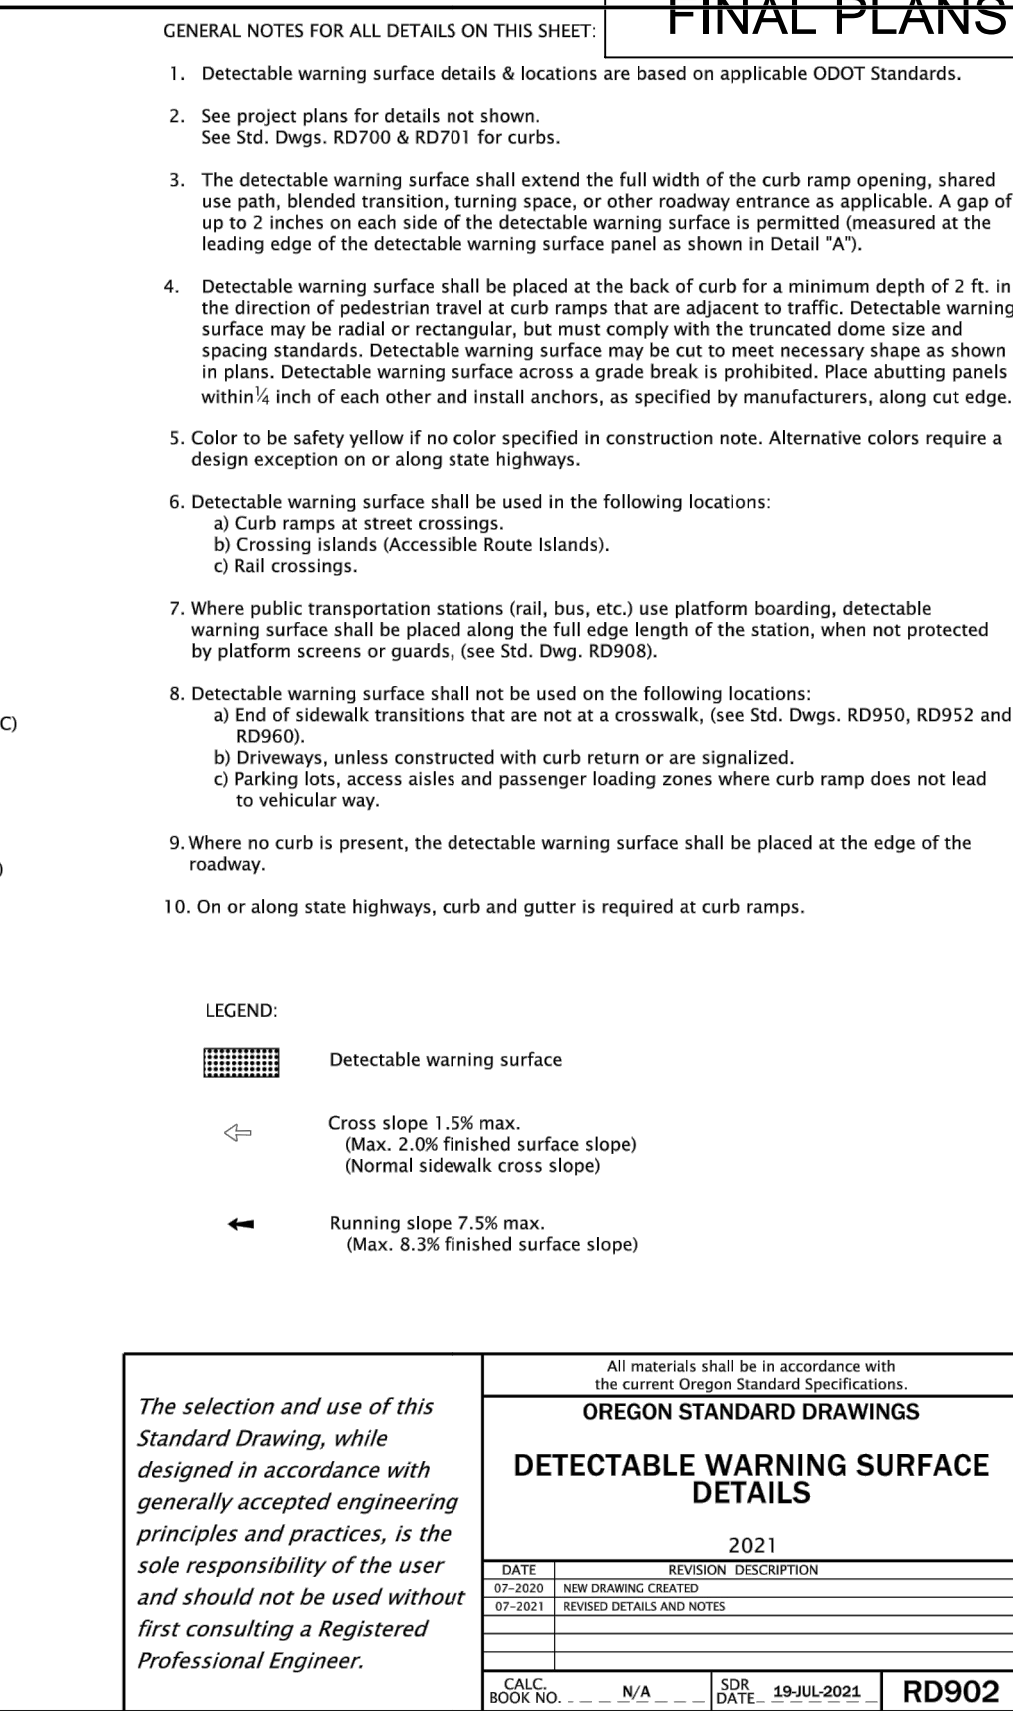 FINAL PLANS
GENERAL NOTES FOR ALL DETAILS ON THIS SHEET:
1. Detectable warning surface details & locations are based on applicable ODOT Standards.
2. See project plans for details not shown.
See Std. Dwgs. RD700 & RD701 for curbs.
3. The detectable warning surface shall extend the full width of the curb ramp opening, shared
use path, blended transition, turning space, or other roadway entrance as applicable. A gap of
up to 2 inches on each side of the detectable warning surface is permitted (measured at the
leading edge of the detectable warning surface panel as shown in Detail "A").
4. Detectable warning surface shall be placed at the back of curb for a minimum depth of 2 ft. in
the direction of pedestrian travel at curb ramps that are adjacent to traffic. Detectable warning
surface may be radial or rectangular, but must comply with the truncated dome size and
spacing standards. Detectable warning surface may be cut to meet necessary shape as shown
in plans. Detectable warning surface across a grade break is prohibited. Place abutting panels
within ¼ inch of each other and install anchors, as specified by manufacturers, along cut edge.
5. Color to be safety yellow if no color specified in construction note. Alternative colors require a
design exception on or along state highways.
6. Detectable warning surface shall be used in the following locations:
a) Curb ramps at street crossings.
b) Crossing islands (Accessible Route Islands).
c) Rail crossings.
7. Where public transportation stations (rail, bus, etc.) use platform boarding, detectable
warning surface shall be placed along the full edge length of the station, when not protected
by platform screens or guards, (see Std. Dwg. RD908).
8. Detectable warning surface shall not be used on the following locations:
a) End of sidewalk transitions that are not at a crosswalk, (see Std. Dwgs. RD950, RD952 and
RD960).
b) Driveways, unless constructed with curb return or are signalized.
c) Parking lots, access aisles and passenger loading zones where curb ramp does not lead
to vehicular way.
C)
9. Where no curb is present, the detectable warning surface shall be placed at the edge of the
roadway.
)
10. On or along state highways, curb and gutter is required at curb ramps.
LEGEND:
Detectable warning surface
Cross slope 1.5% max.
(Max. 2.0% finished surface slope)
(Normal sidewalk cross slope)
Running slope 7.5% max.
(Max. 8.3% finished surface slope)
The selection and use of this
Standard Drawing, while
designed in accordance with
generally accepted engineering
principles and practices, is the
sole responsibility of the user
and should not be used without
first consulting a Registered
Professional Engineer.
All materials shall be in accordance with
the current Oregon Standard Specifications.
OREGON STANDARD DRAWINGS
DETECTABLE WARNING SURFACE
DETAILS
2021
DATE REVISION DESCRIPTION
07-2020 NEW DRAWING CREATED
07-2021 REVISED DETAILS AND NOTES
CALC. BOOK NO. N/A SDR DATE 19-JUL-2021 RD902